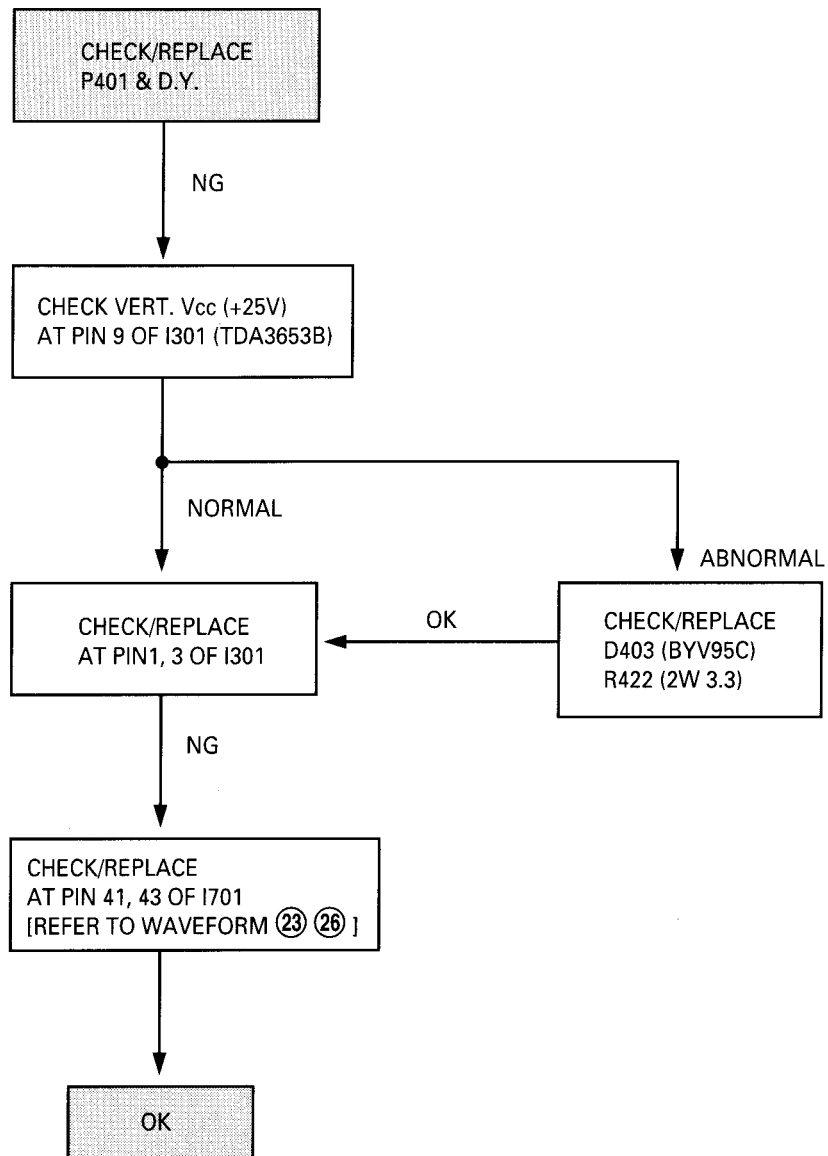 CHECK/REPLACE
P401 & D.Y.
NG
CHECK VERT. Vcc (+25V)
AT PIN 9 OF I301 (TDA3653B)
NORMAL
ABNORMAL
CHECK/REPLACE
AT PIN1, 3 OF I301
OK
CHECK/REPLACE
D403 (BYV95C)
R422 (2W 3.3)
NG
CHECK/REPLACE
AT PIN 41, 43 OF I701
[REFER TO WAVEFORM 23 26 ]
OK